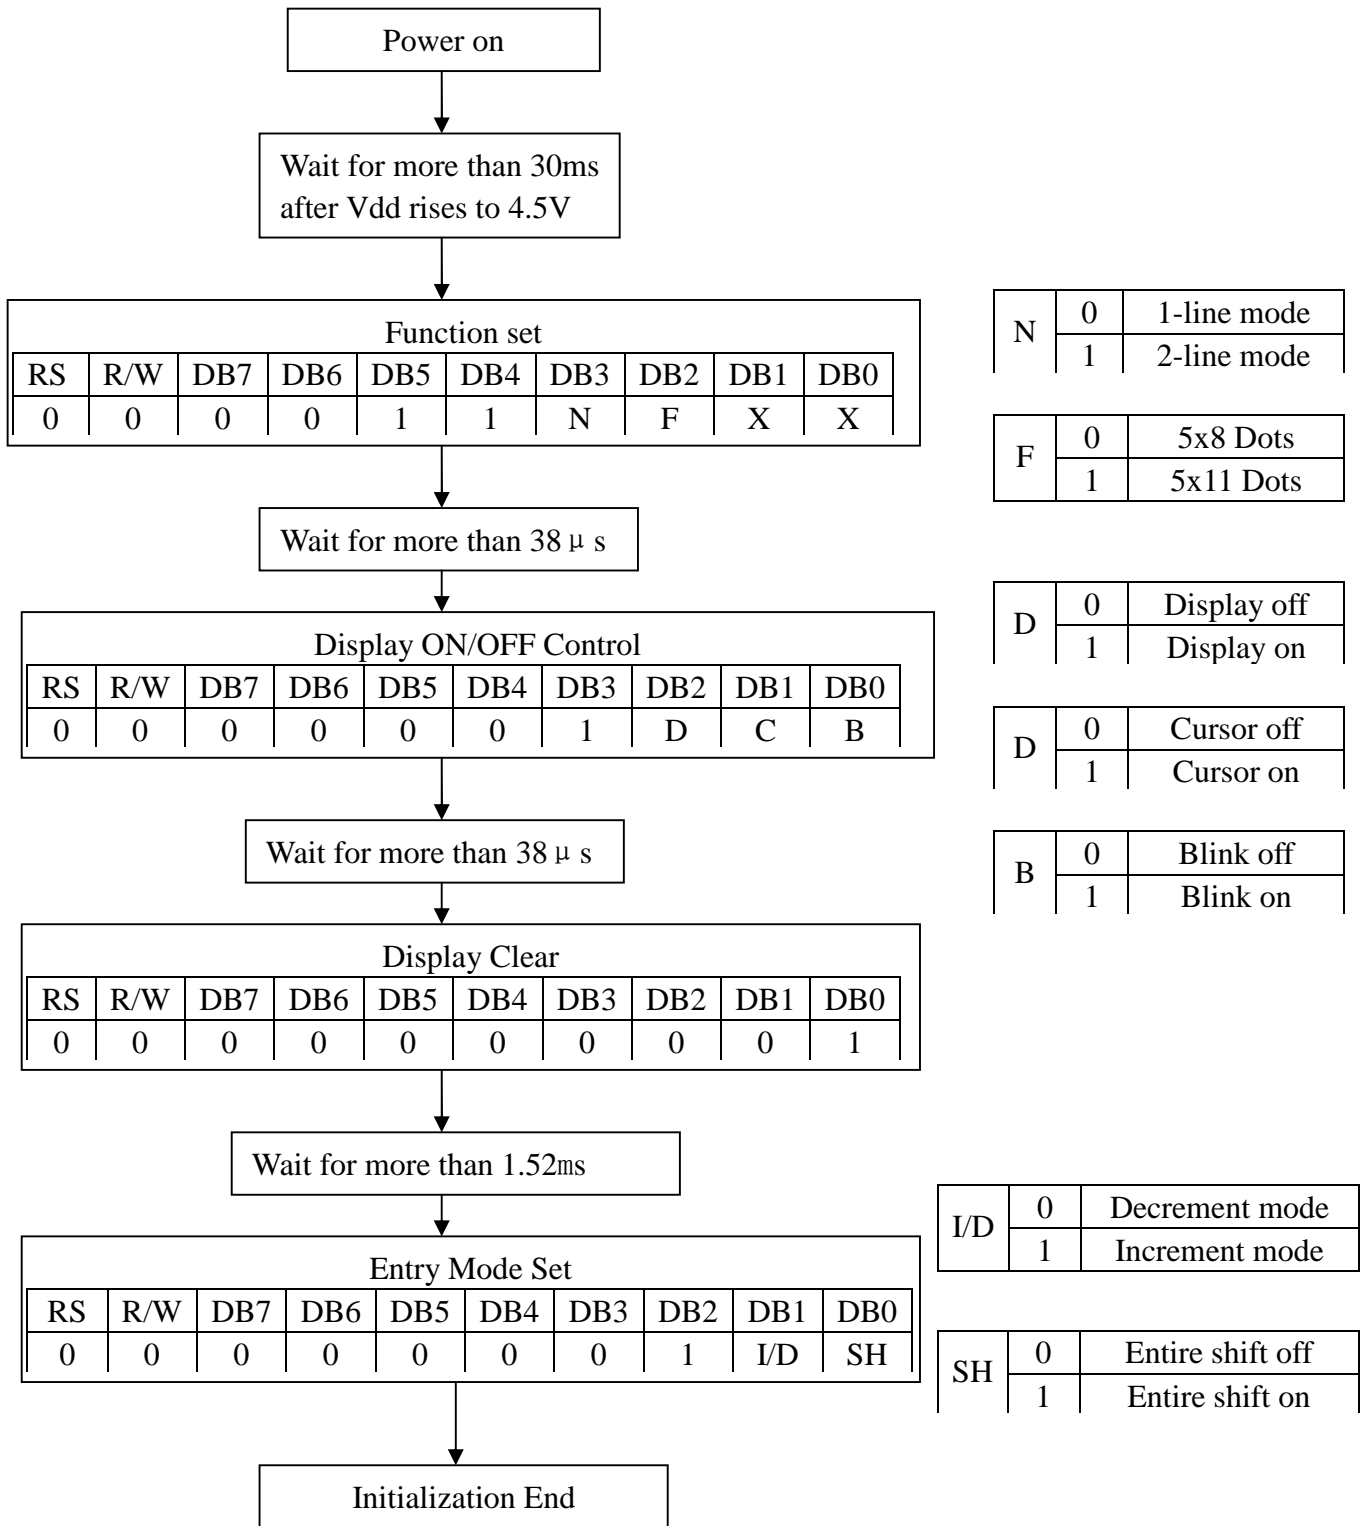 Power on
Wait for more than 30ms
after Vdd rises to 4.5V
Function set
RS R/W DB7 DB6 DB5 DB4 DB3 DB2 DB1 DB0
0 0 0 0 1 1 N F X X
N 0 1-line mode
1 2-line mode
F 0 5x8 Dots
1 5x11 Dots
Wait for more than 38μs
Display ON/OFF Control
RS R/W DB7 DB6 DB5 DB4 DB3 DB2 DB1 DB0
0 0 0 0 0 0 1 D C B
D 0 Display off
1 Display on
D 0 Cursor off
1 Cursor on
B 0 Blink off
1 Blink on
Wait for more than 38μs
Display Clear
RS R/W DB7 DB6 DB5 DB4 DB3 DB2 DB1 DB0
0 0 0 0 0 0 0 0 0 1
Wait for more than 1.52ms
Entry Mode Set
RS R/W DB7 DB6 DB5 DB4 DB3 DB2 DB1 DB0
0 0 0 0 0 0 0 1 I/D SH
I/D 0 Decrement mode
1 Increment mode
SH 0 Entire shift off
1 Entire shift on
Initialization End